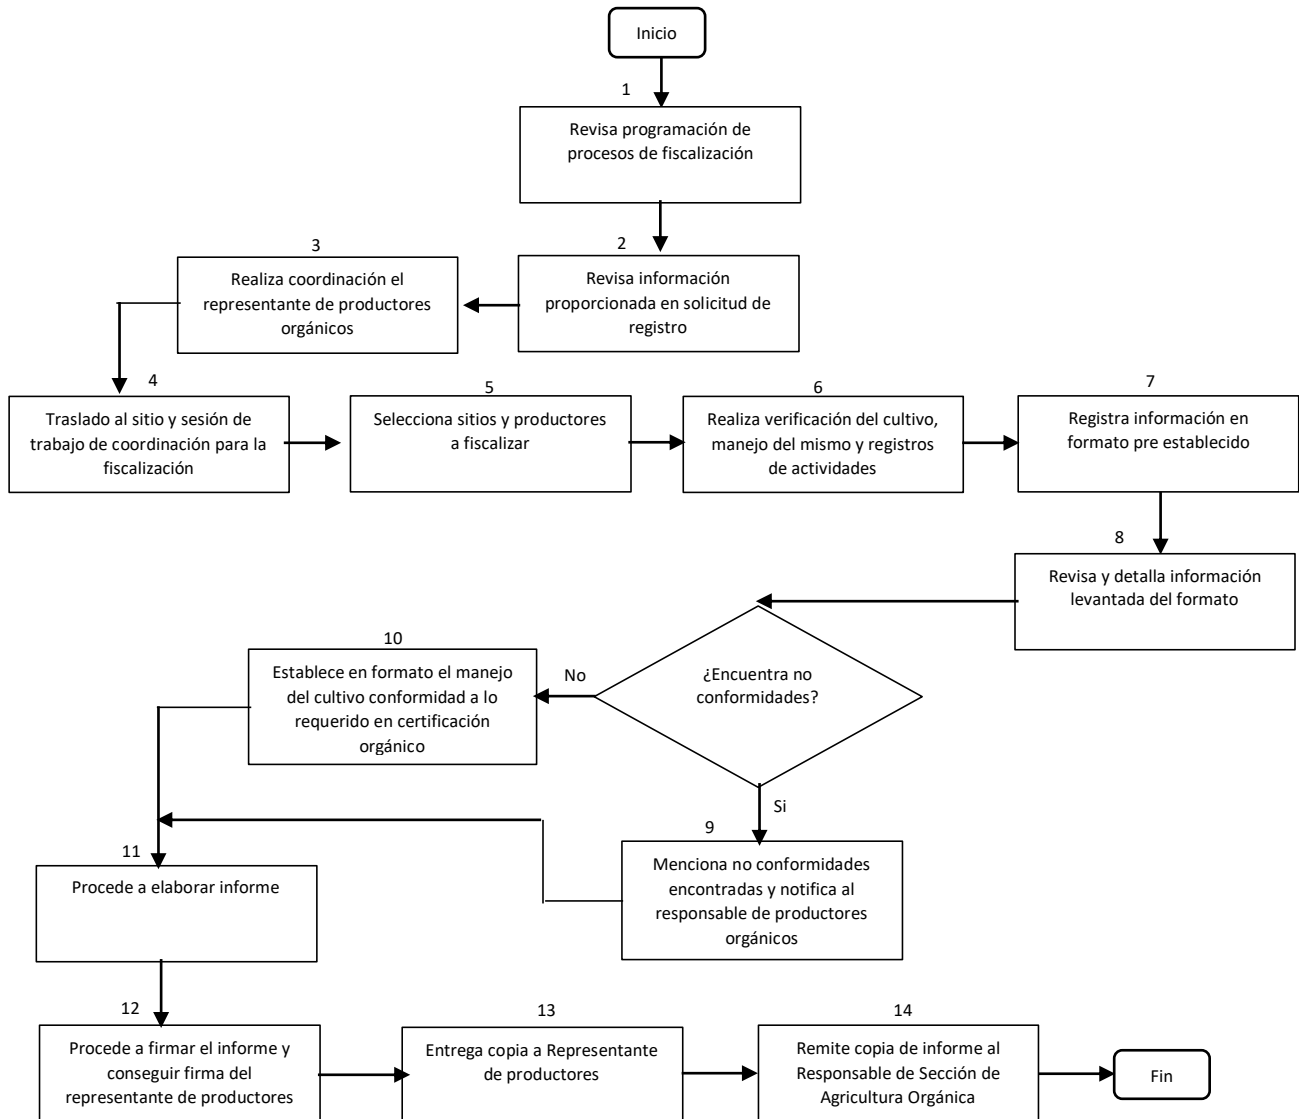 Inicio
1
Revisa programación de
procesos de fiscalización
2
Revisa información
proporcionada en solicitud de
registro
3
Realiza coordinación el
representante de productores
orgánicos
4
Traslado al sitio y sesión de
trabajo de coordinación para la
fiscalización
5
Selecciona sitios y productores
a fiscalizar
6
Realiza verificación del cultivo,
manejo del mismo y registros
de actividades
7
Registra información en
formato pre establecido
8
Revisa y detalla información
levantada del formato
¿Encuentra no
conformidades?
No
10
Establece en formato el manejo
del cultivo conformidad a lo
requerido en certificación
orgánico
Si
9
Menciona no conformidades
encontradas y notifica al
responsable de productores
orgánicos
11
Procede a elaborar informe
12
Procede a firmar el informe y
conseguir firma del
representante de productores
13
Entrega copia a Representante
de productores
14
Remite copia de informe al
Responsable de Sección de
Agricultura Orgánica
Fin